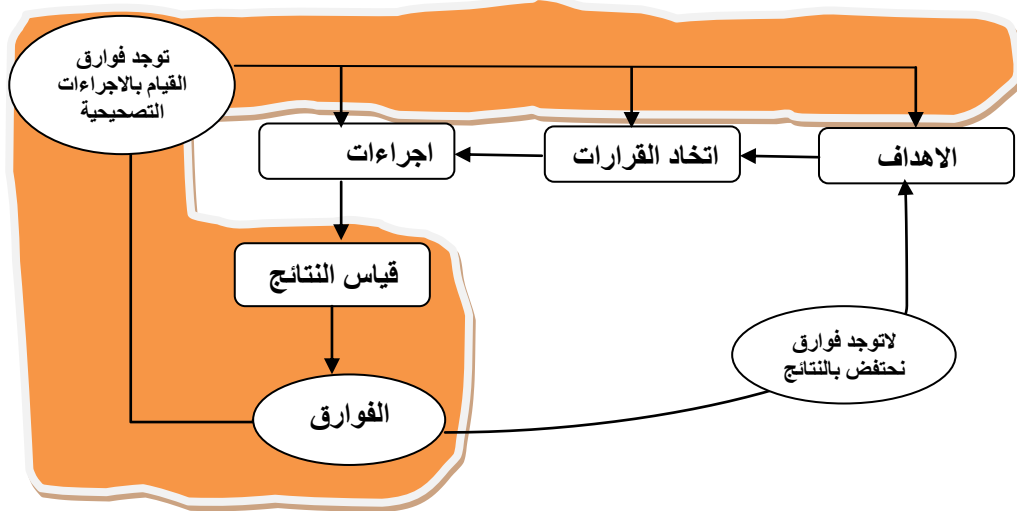 توجد فوارق
القيام بالاجراءات
التصحيحية
الاهداف
اتخاد القرارات
اجراءات
قياس النتائج
لاتوجد فوارق
نحتفض بالنتائج
الفوارق